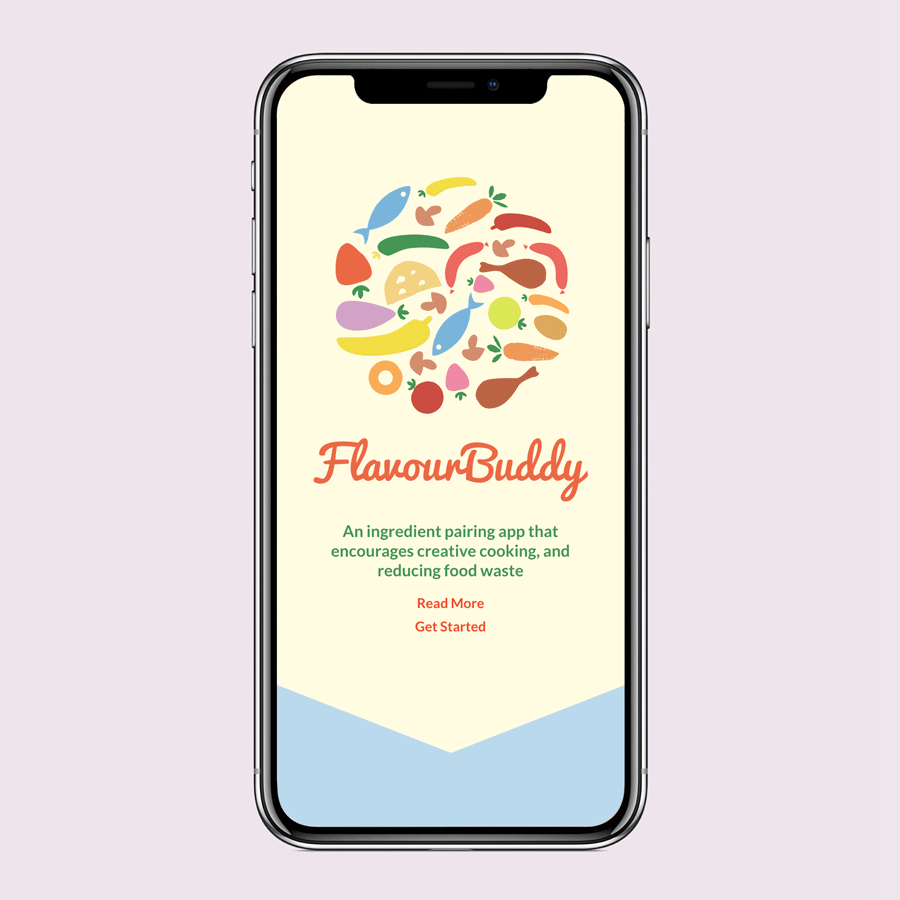 FlavourBuddy
An ingredient pairing app that
encourages creative cooking, and
reducing food waste
Read More
Get Started